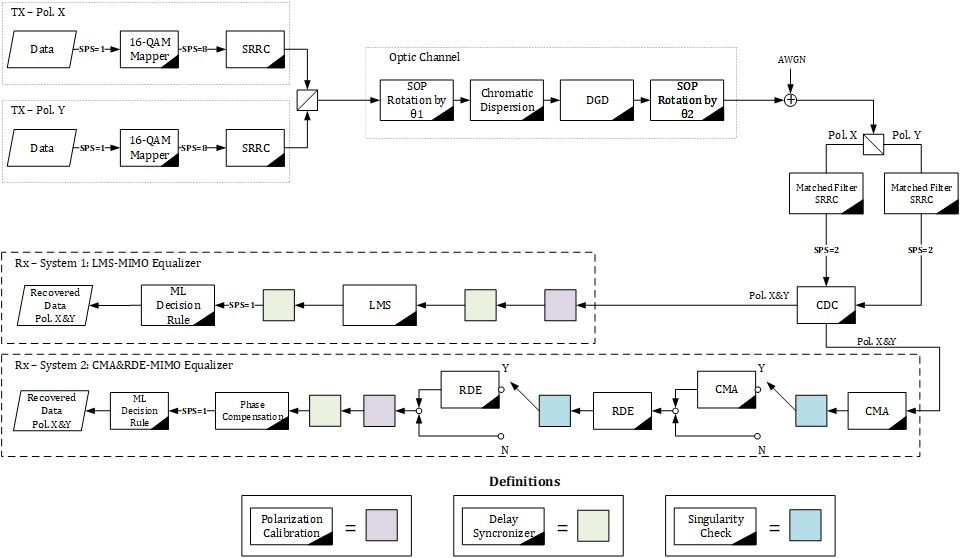 TX – Pol. X
Data
SPS=1
16-QAM
Mapper
SPS=8
SRRC
TX – Pol. Y
Data
SPS=1
16-QAM
Mapper
SPS=8
SRRC
Optic Channel
SOP
Rotation by
θ1
Chromatic
Dispersion
DGD
SOP
Rotation by
θ2
AWGN
Pol. X
Pol. Y
Matched Filter
SRRC
Matched Filter
SRRC
SPS=2
SPS=2
CDC
Pol. X&Y
Pol. X&Y
Rx – System 1: LMS-MIMO Equalizer
Recovered
Data
Pol. X&Y
ML
Decision
Rule
SPS=1
LMS
Rx – System 2: CMA&RDE-MIMO Equalizer
Recovered
Data
Pol. X&Y
ML
Decision
Rule
SPS=1
Phase
Compensation
RDE
Y
N
RDE
CMA
Y
N
CMA
Definitions
Polarization
Calibration
=
Delay
Syncronizer
=
Singularity
Check
=